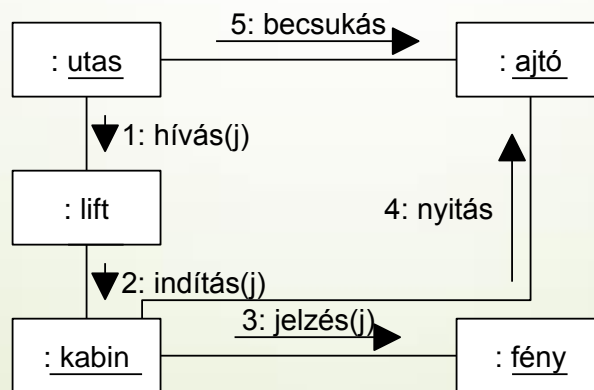 5: becsukás
: utas
: ajtó
1: hívás(j)
: lift
4: nyitás
2: indítás(j)
3: jelzés(j)
: kabin
: fény